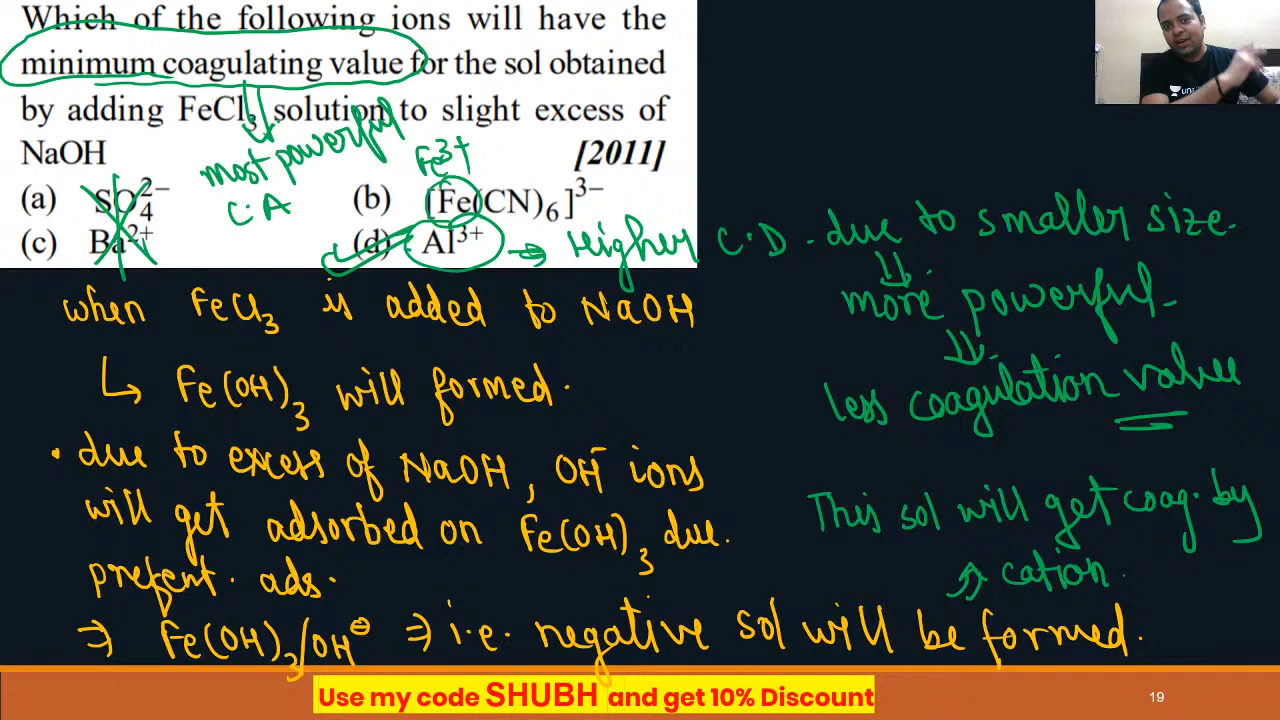 Which of the following ions will have the
minimum coagulating value for the sol obtained
by adding FeCl3 solution to slight excess of
NaOH [2011]
most powerful
C.A
Fe3+
(a) SO4 2− (b) [Fe(CN)6]3−
(c) Ba2+ (d) Al3+ → Higher C.D. due to smaller size.
⇓
more powerful
⇓
less coagulation value
when FeCl3 is added to NaOH
↳ Fe(OH)3 will formed.
• due to excess of NaOH, OH- ions
will get adsorbed on Fe(OH)3 due
prefent. ads.
⇒ Fe(OH)3/OH⊖ ⇒ i.e. negative sol will be formed.
This sol will get coag. by
cation.
Use my code SHUBH and get 10% Discount
19